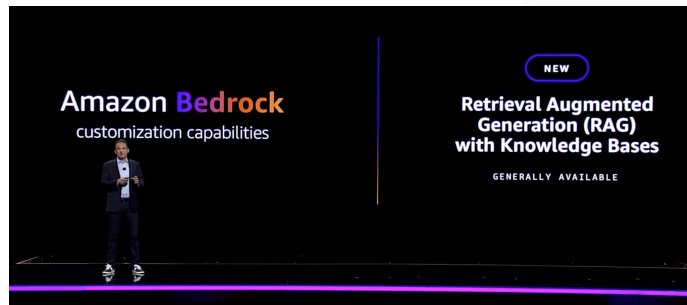 Amazon Bedrock
customization capabilities
NEW
Retrieval Augmented
Generation (RAG)
with Knowledge Bases
GENERALLY AVAILABLE